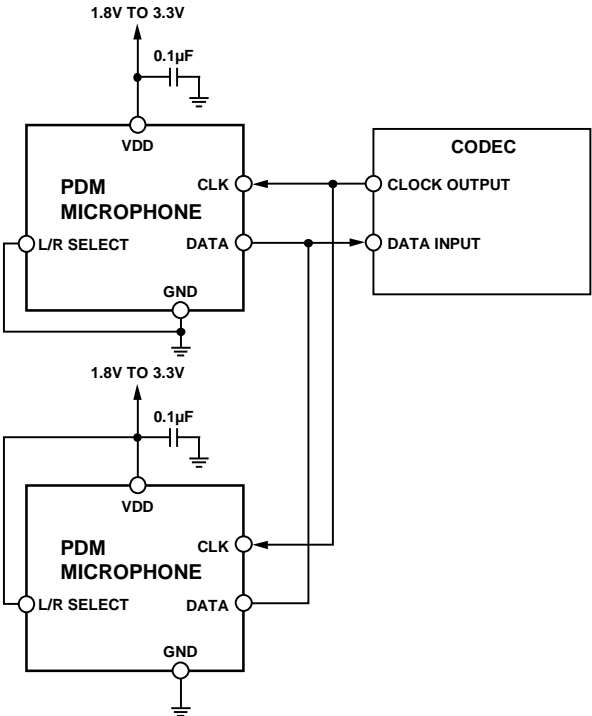 1.8V TO 3.3V
0.1µF
VDD
PDM
MICROPHONE
CLK
L/R SELECT
DATA
GND
CODEC
CLOCK OUTPUT
DATA INPUT
1.8V TO 3.3V
0.1µF
VDD
PDM
MICROPHONE
CLK
L/R SELECT
DATA
GND